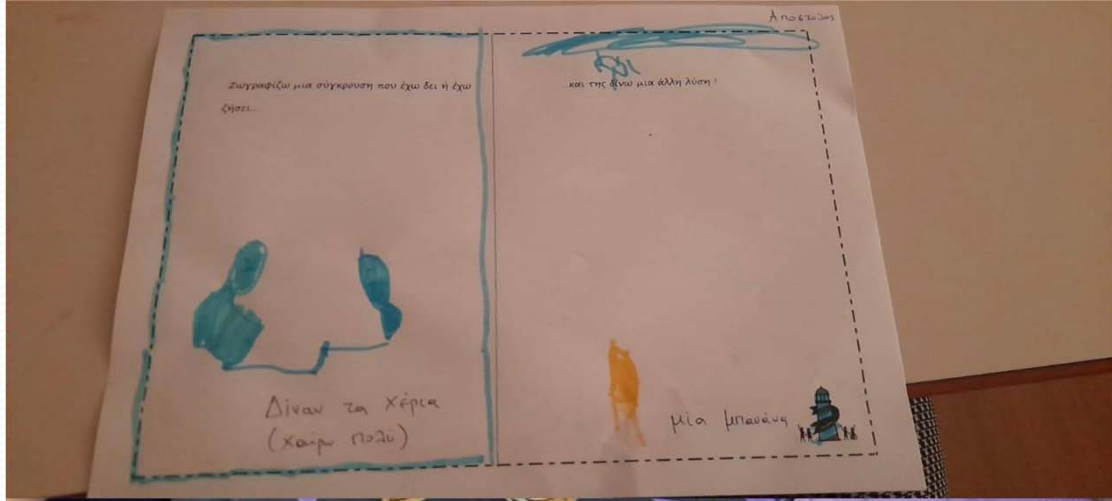 Αποστολος
Ζωγραφίζω μια σύγκρουση που έχω δει ή έχω
ζήσει...
...και της δίνω μια άλλη λύση!
Δίναν τα χέρια
(χαίρω πολύ)
μία μπανάνα